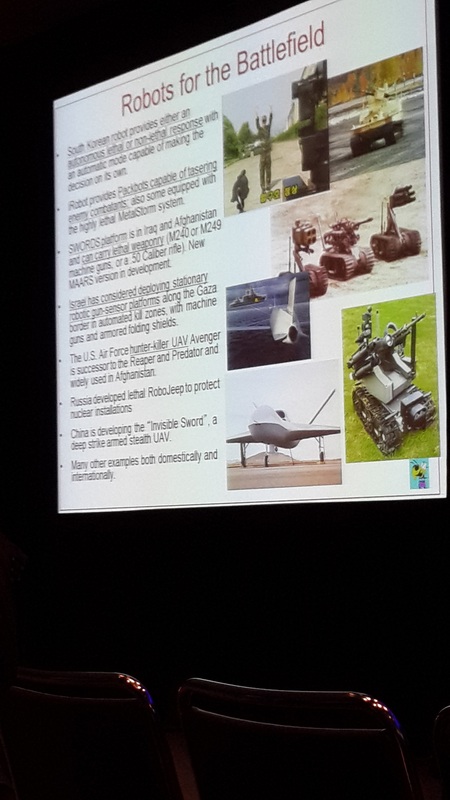 Robots for the Battlefield
South Korean robot provides either an
autonomous lethal or non-lethal response with
an automatic mode capable of making the
decision on its own.
iRobot provides Packbots capable of tasering
enemy combatants; also some equipped with
the highly lethal MetalStorm system.
SWORDS platform is in Iraq and Afghanistan
and can carry lethal weaponry (M240 or M249
machine guns, or a .50 Caliber rifle). New
MAARS version in development.
Israel has considered deploying stationary
robotic gun-sensor platforms along the Gaza
border in automated kill zones, with machine
guns and armored folding shields.
The U.S. Air Force hunter-killer UAV Avenger
is successor to the Reaper and Predator and
widely used in Afghanistan.
Russia developed lethal RoboJeep to protect
nuclear installations
China is developing the "Invisible Sword", a
deep strike armed stealth UAV.
Many other examples both domestically and
internationally.